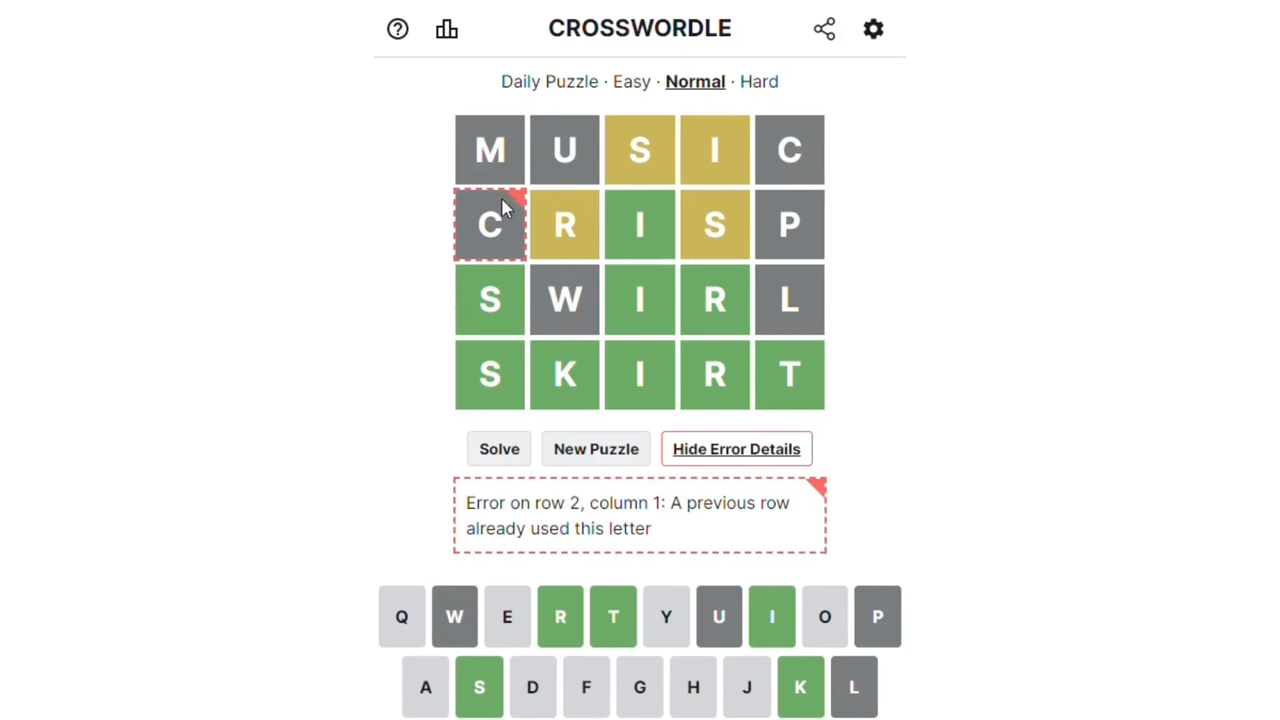 CROSSWORDLE
Daily Puzzle · Easy · Normal · Hard
M U S I C
C R I S P
S W I R L
S K I R T
Solve New Puzzle Hide Error Details
Error on row 2, column 1: A previous row
already used this letter
Q W E R T Y U I O P
A S D F G H J K L